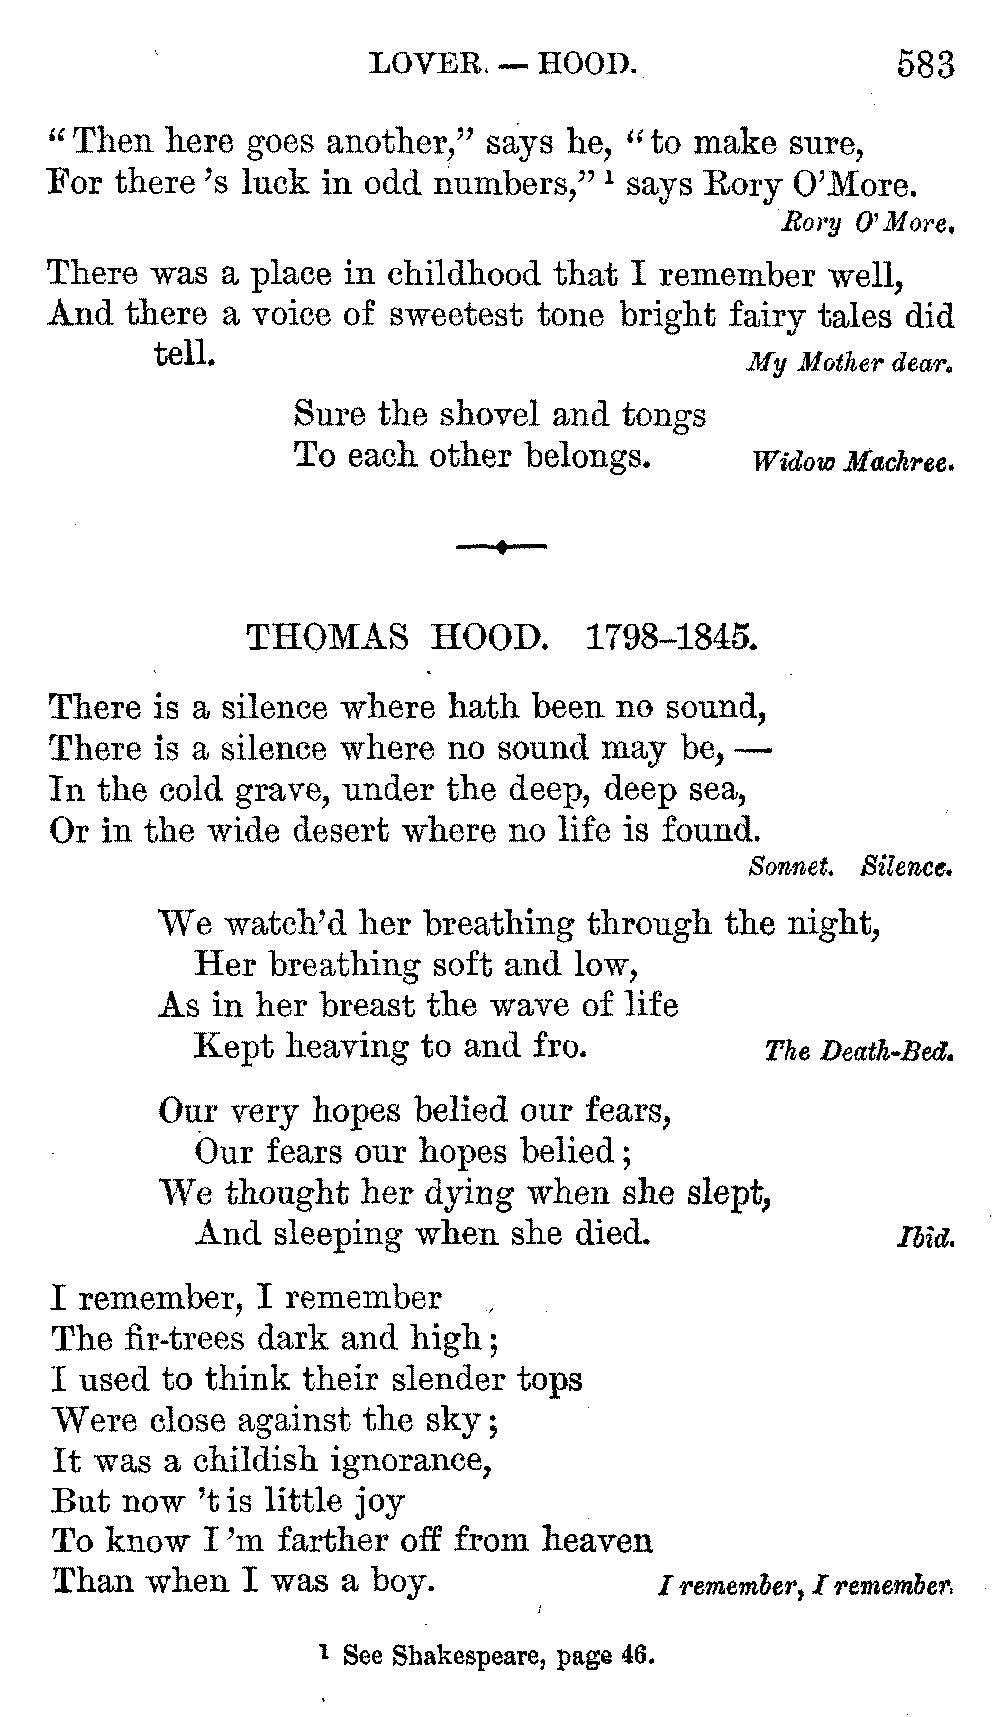 LOVER. — HOOD. 583
“Then here goes another,” says he, “to make sure,
For there 's luck in odd numbers,” ¹ says Rory O'More.
Rory O'More.
There was a place in childhood that I remember well,
And there a voice of sweetest tone bright fairy tales did
tell. My Mother dear.
Sure the shovel and tongs
To each other belongs. Widow Machree.
THOMAS HOOD. 1798–1845.
There is a silence where hath been no sound,
There is a silence where no sound may be, —
In the cold grave, under the deep, deep sea,
Or in the wide desert where no life is found.
Sonnet. Silence.
We watch'd her breathing through the night,
Her breathing soft and low,
As in her breast the wave of life
Kept heaving to and fro. The Death-Bed.
Our very hopes belied our fears,
Our fears our hopes belied;
We thought her dying when she slept,
And sleeping when she died. Ibid.
I remember, I remember
The fir-trees dark and high;
I used to think their slender tops
Were close against the sky;
It was a childish ignorance,
But now 't is little joy
To know I 'm farther off from heaven
Than when I was a boy. I remember, I remember.
¹ See Shakespeare, page 46.